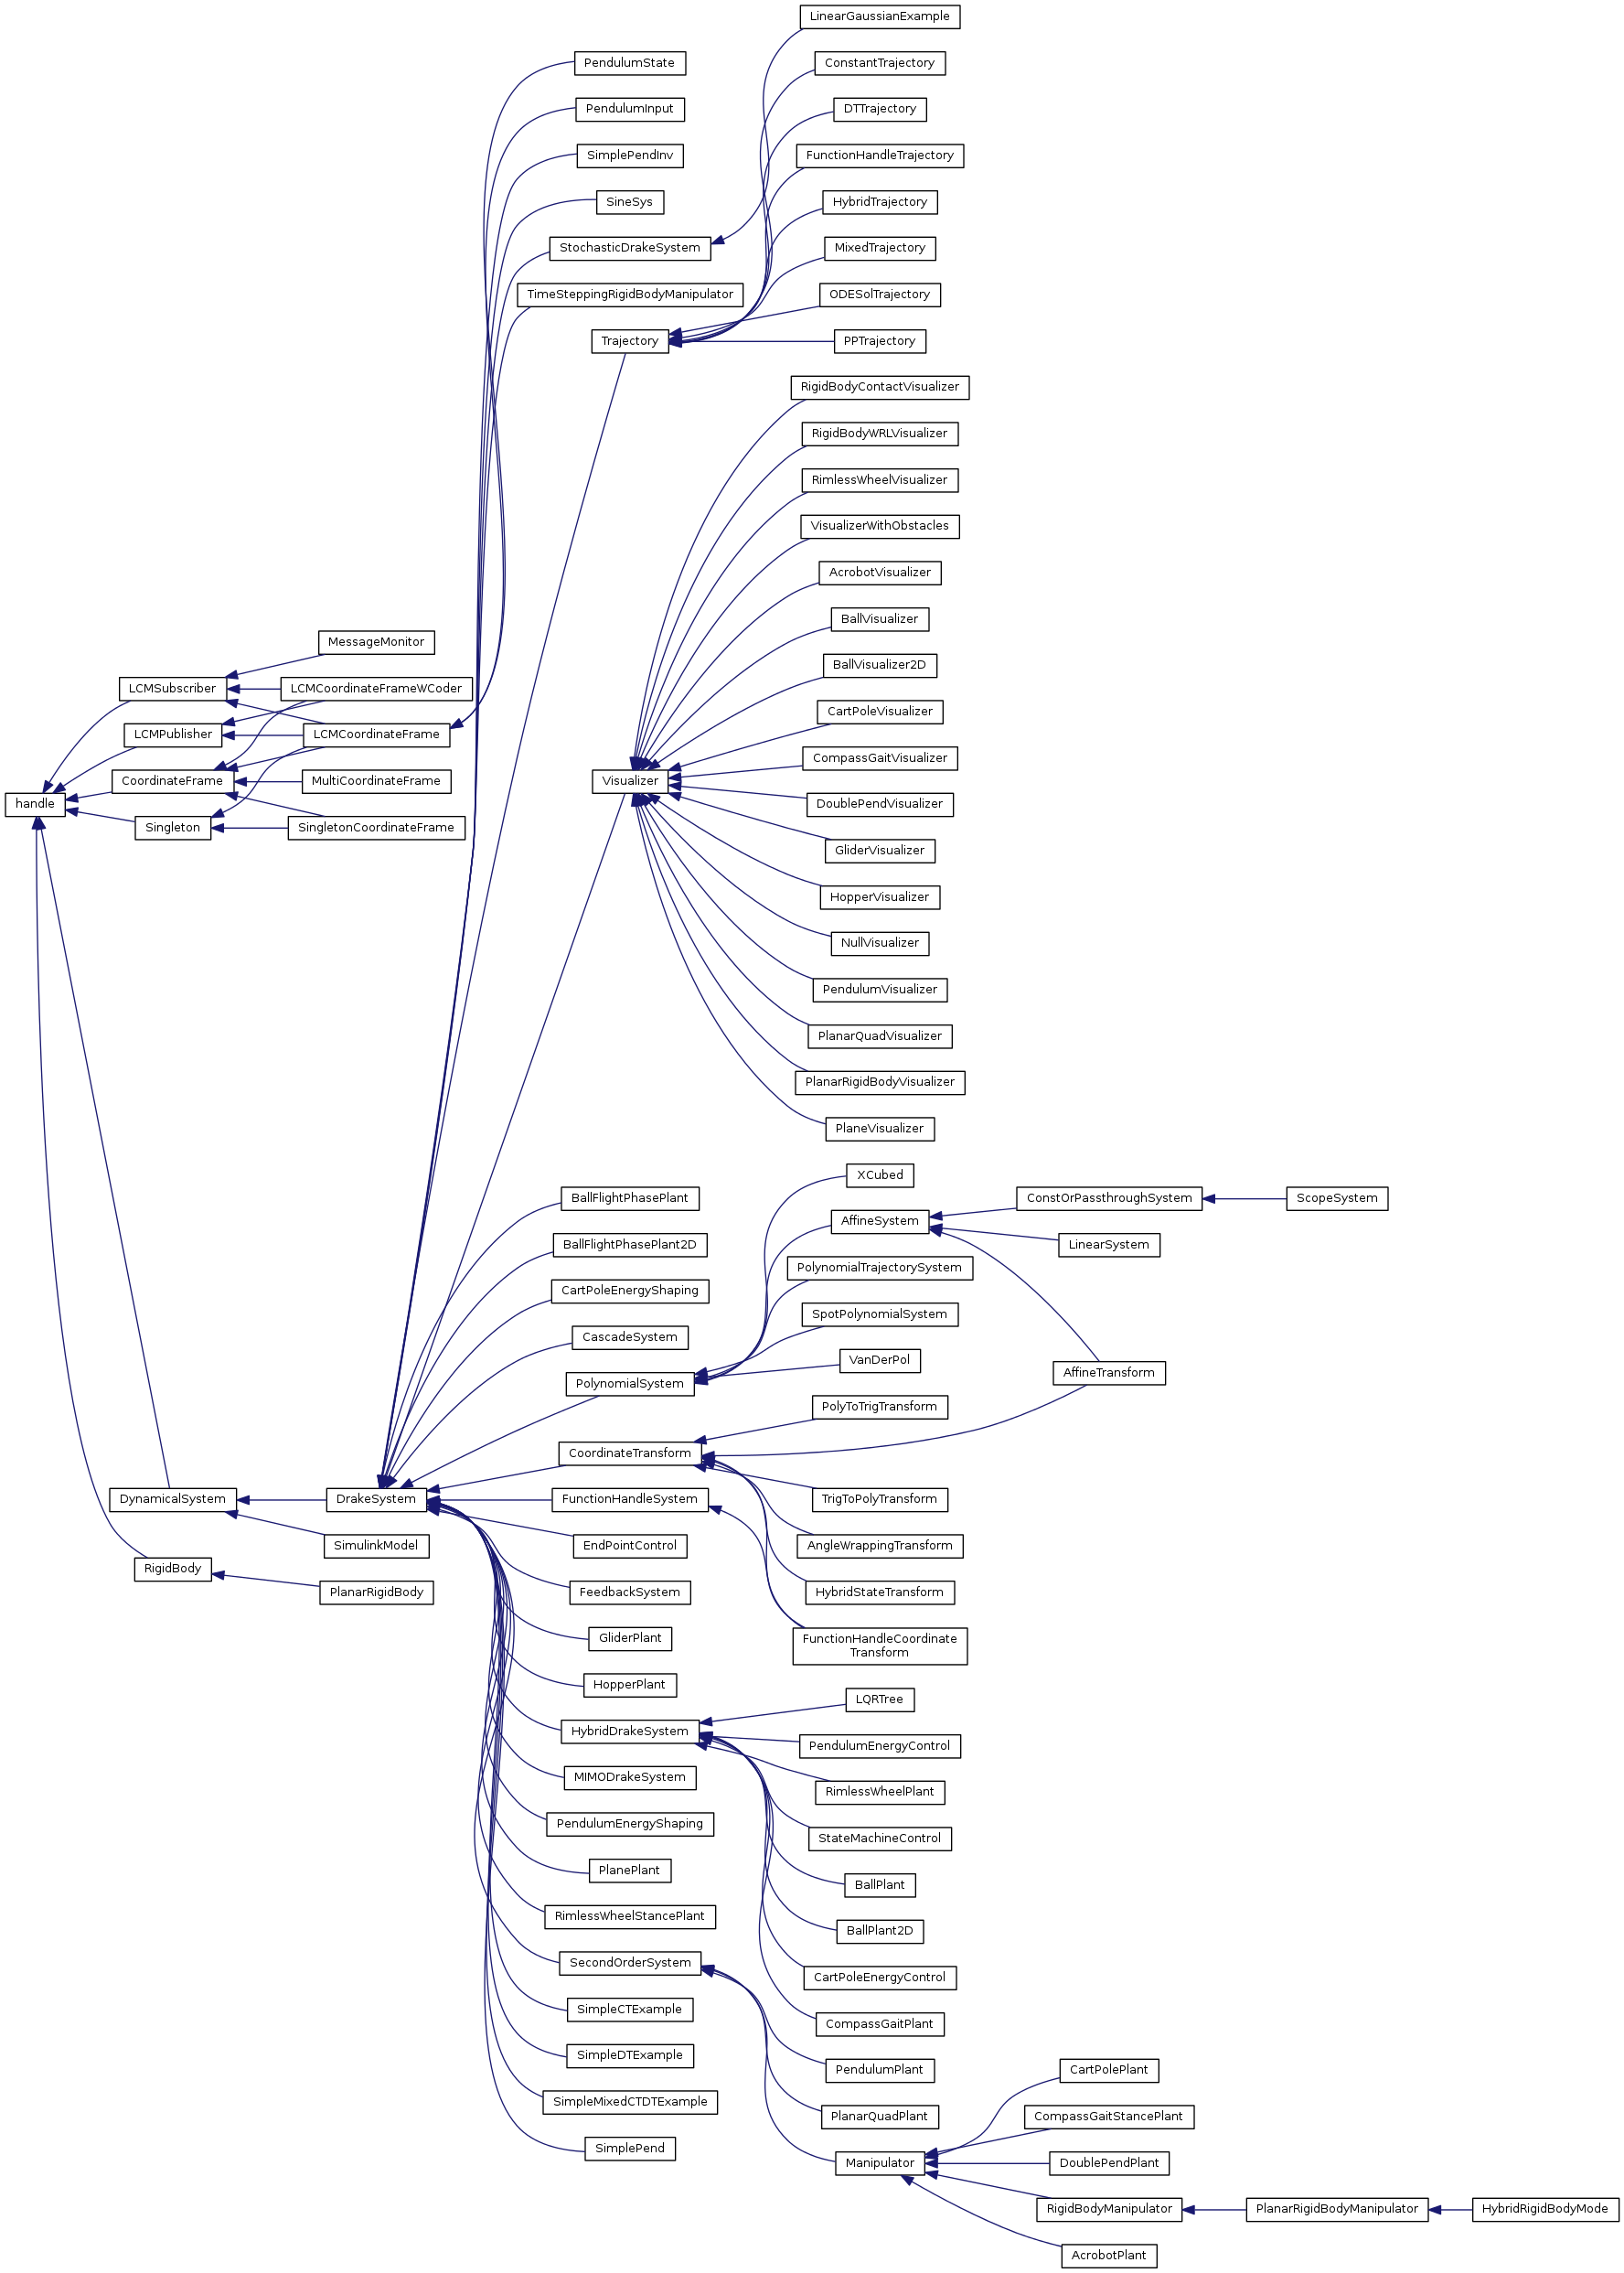 LinearGaussianExample
PendulumState
ConstantTrajectory
PendulumInput
DTTrajectory
SimplePendInv
FunctionHandleTrajectory
SineSys
HybridTrajectory
StochasticDrakeSystem
MixedTrajectory
TimeSteppingRigidBodyManipulator
ODESolTrajectory
Trajectory
PPTrajectory
RigidBodyContactVisualizer
RigidBodyWRLVisualizer
RimlessWheelVisualizer
VisualizerWithObstacles
AcrobotVisualizer
BallVisualizer
MessageMonitor
BallVisualizer2D
LCMSubscriber
LCMCoordinateFrameWCoder
CartPoleVisualizer
LCMPublisher
LCMCoordinateFrame
CompassGaitVisualizer
CoordinateFrame
MultiCoordinateFrame
Visualizer
handle
DoublePendVisualizer
Singleton
SingletonCoordinateFrame
GliderVisualizer
HopperVisualizer
NullVisualizer
PendulumVisualizer
PlanarQuadVisualizer
PlanarRigidBodyVisualizer
PlaneVisualizer
XCubed
BallFlightPhasePlant
ConstOrPassthroughSystem
ScopeSystem
AffineSystem
BallFlightPhasePlant2D
LinearSystem
PolynomialTrajectorySystem
CartPoleEnergyShaping
SpotPolynomialSystem
CascadeSystem
VanDerPol
AffineTransform
PolynomialSystem
PolyToTrigTransform
CoordinateTransform
DynamicalSystem
DrakeSystem
FunctionHandleSystem
TrigToPolyTransform
SimulinkModel
EndPointControl
AngleWrappingTransform
RigidBody
PlanarRigidBody
FeedbackSystem
HybridStateTransform
GliderPlant
FunctionHandleCoordinate
Transform
HopperPlant
LQRTree
HybridDrakeSystem
PendulumEnergyControl
MIMODrakeSystem
RimlessWheelPlant
PendulumEnergyShaping
StateMachineControl
PlanePlant
BallPlant
RimlessWheelStancePlant
BallPlant2D
SecondOrderSystem
CartPoleEnergyControl
SimpleCTExample
CompassGaitPlant
SimpleDTExample
PendulumPlant
CartPolePlant
SimpleMixedCTDTExample
PlanarQuadPlant
CompassGaitStancePlant
SimplePend
Manipulator
DoublePendPlant
RigidBodyManipulator
PlanarRigidBodyManipulator
HybridRigidBodyMode
AcrobotPlant